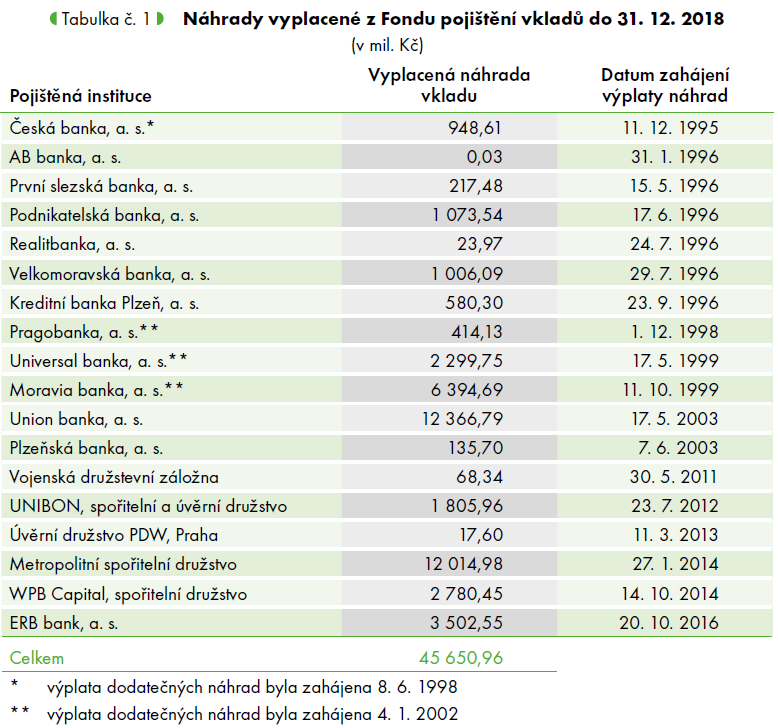 Tabulka č. 1 Náhrady vyplacené z Fondu pojištění vkladů do 31. 12. 2018
(v mil. Kč)
Pojištěná instituce Vyplacená náhrada vkladu Datum zahájení výplaty náhrad
Česká banka, a. s.* 948,61 11. 12. 1995
AB banka, a. s. 0,03 31. 1. 1996
První slezská banka, a. s. 217,48 15. 5. 1996
Podnikatelská banka, a. s. 1 073,54 17. 6. 1996
Realitbanka, a. s. 23,97 24. 7. 1996
Velkomoravská banka, a. s. 1 006,09 29. 7. 1996
Kreditní banka Plzeň, a. s. 580,30 23. 9. 1996
Pragobanka, a. s.** 414,13 1. 12. 1998
Universal banka, a. s.** 2 299,75 17. 5. 1999
Moravia banka, a. s.** 6 394,69 11. 10. 1999
Union banka, a. s. 12 366,79 17. 5. 2003
Plzeňská banka, a. s. 135,70 7. 6. 2003
Vojenská družstevní záložna 68,34 30. 5. 2011
UNIBON, spořitelní a úvěrní družstvo 1 805,96 23. 7. 2012
Úvěrní družstvo PDW, Praha 17,60 11. 3. 2013
Metropolitní spořitelní družstvo 12 014,98 27. 1. 2014
WPB Capital, spořitelní družstvo 2 780,45 14. 10. 2014
ERB bank, a. s. 3 502,55 20. 10. 2016
Celkem 45 650,96
* výplata dodatečných náhrad byla zahájena 8. 6. 1998
** výplata dodatečných náhrad byla zahájena 4. 1. 2002